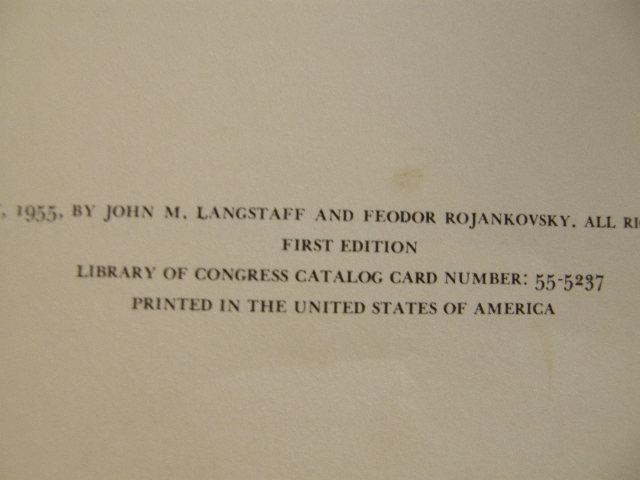 , 1955, BY JOHN M. LANGSTAFF AND FEODOR ROJANKOVSKY. ALL RI
FIRST EDITION
LIBRARY OF CONGRESS CATALOG CARD NUMBER: 55-5237
PRINTED IN THE UNITED STATES OF AMERICA